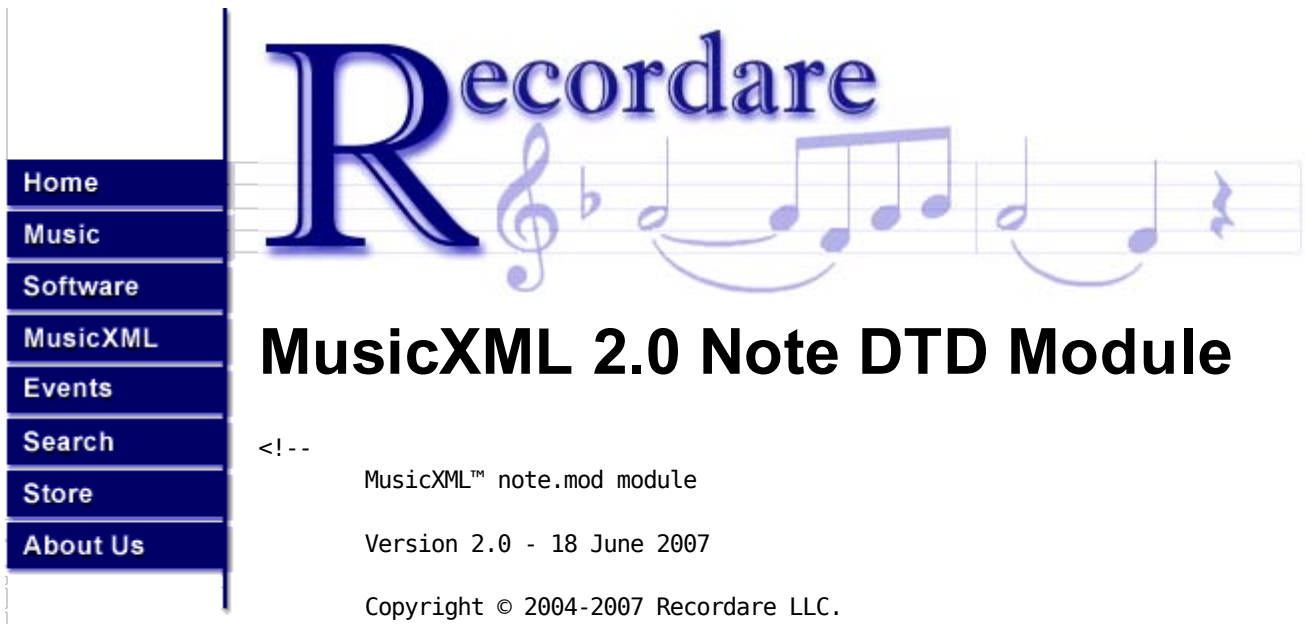 Recordare
Home
Music
Software
MusicXML
Events
Search
Store
About Us
MusicXML 2.0 Note DTD Module
<!--
MusicXML™ note.mod module
Version 2.0 - 18 June 2007
Copyright © 2004-2007 Recordare LLC.